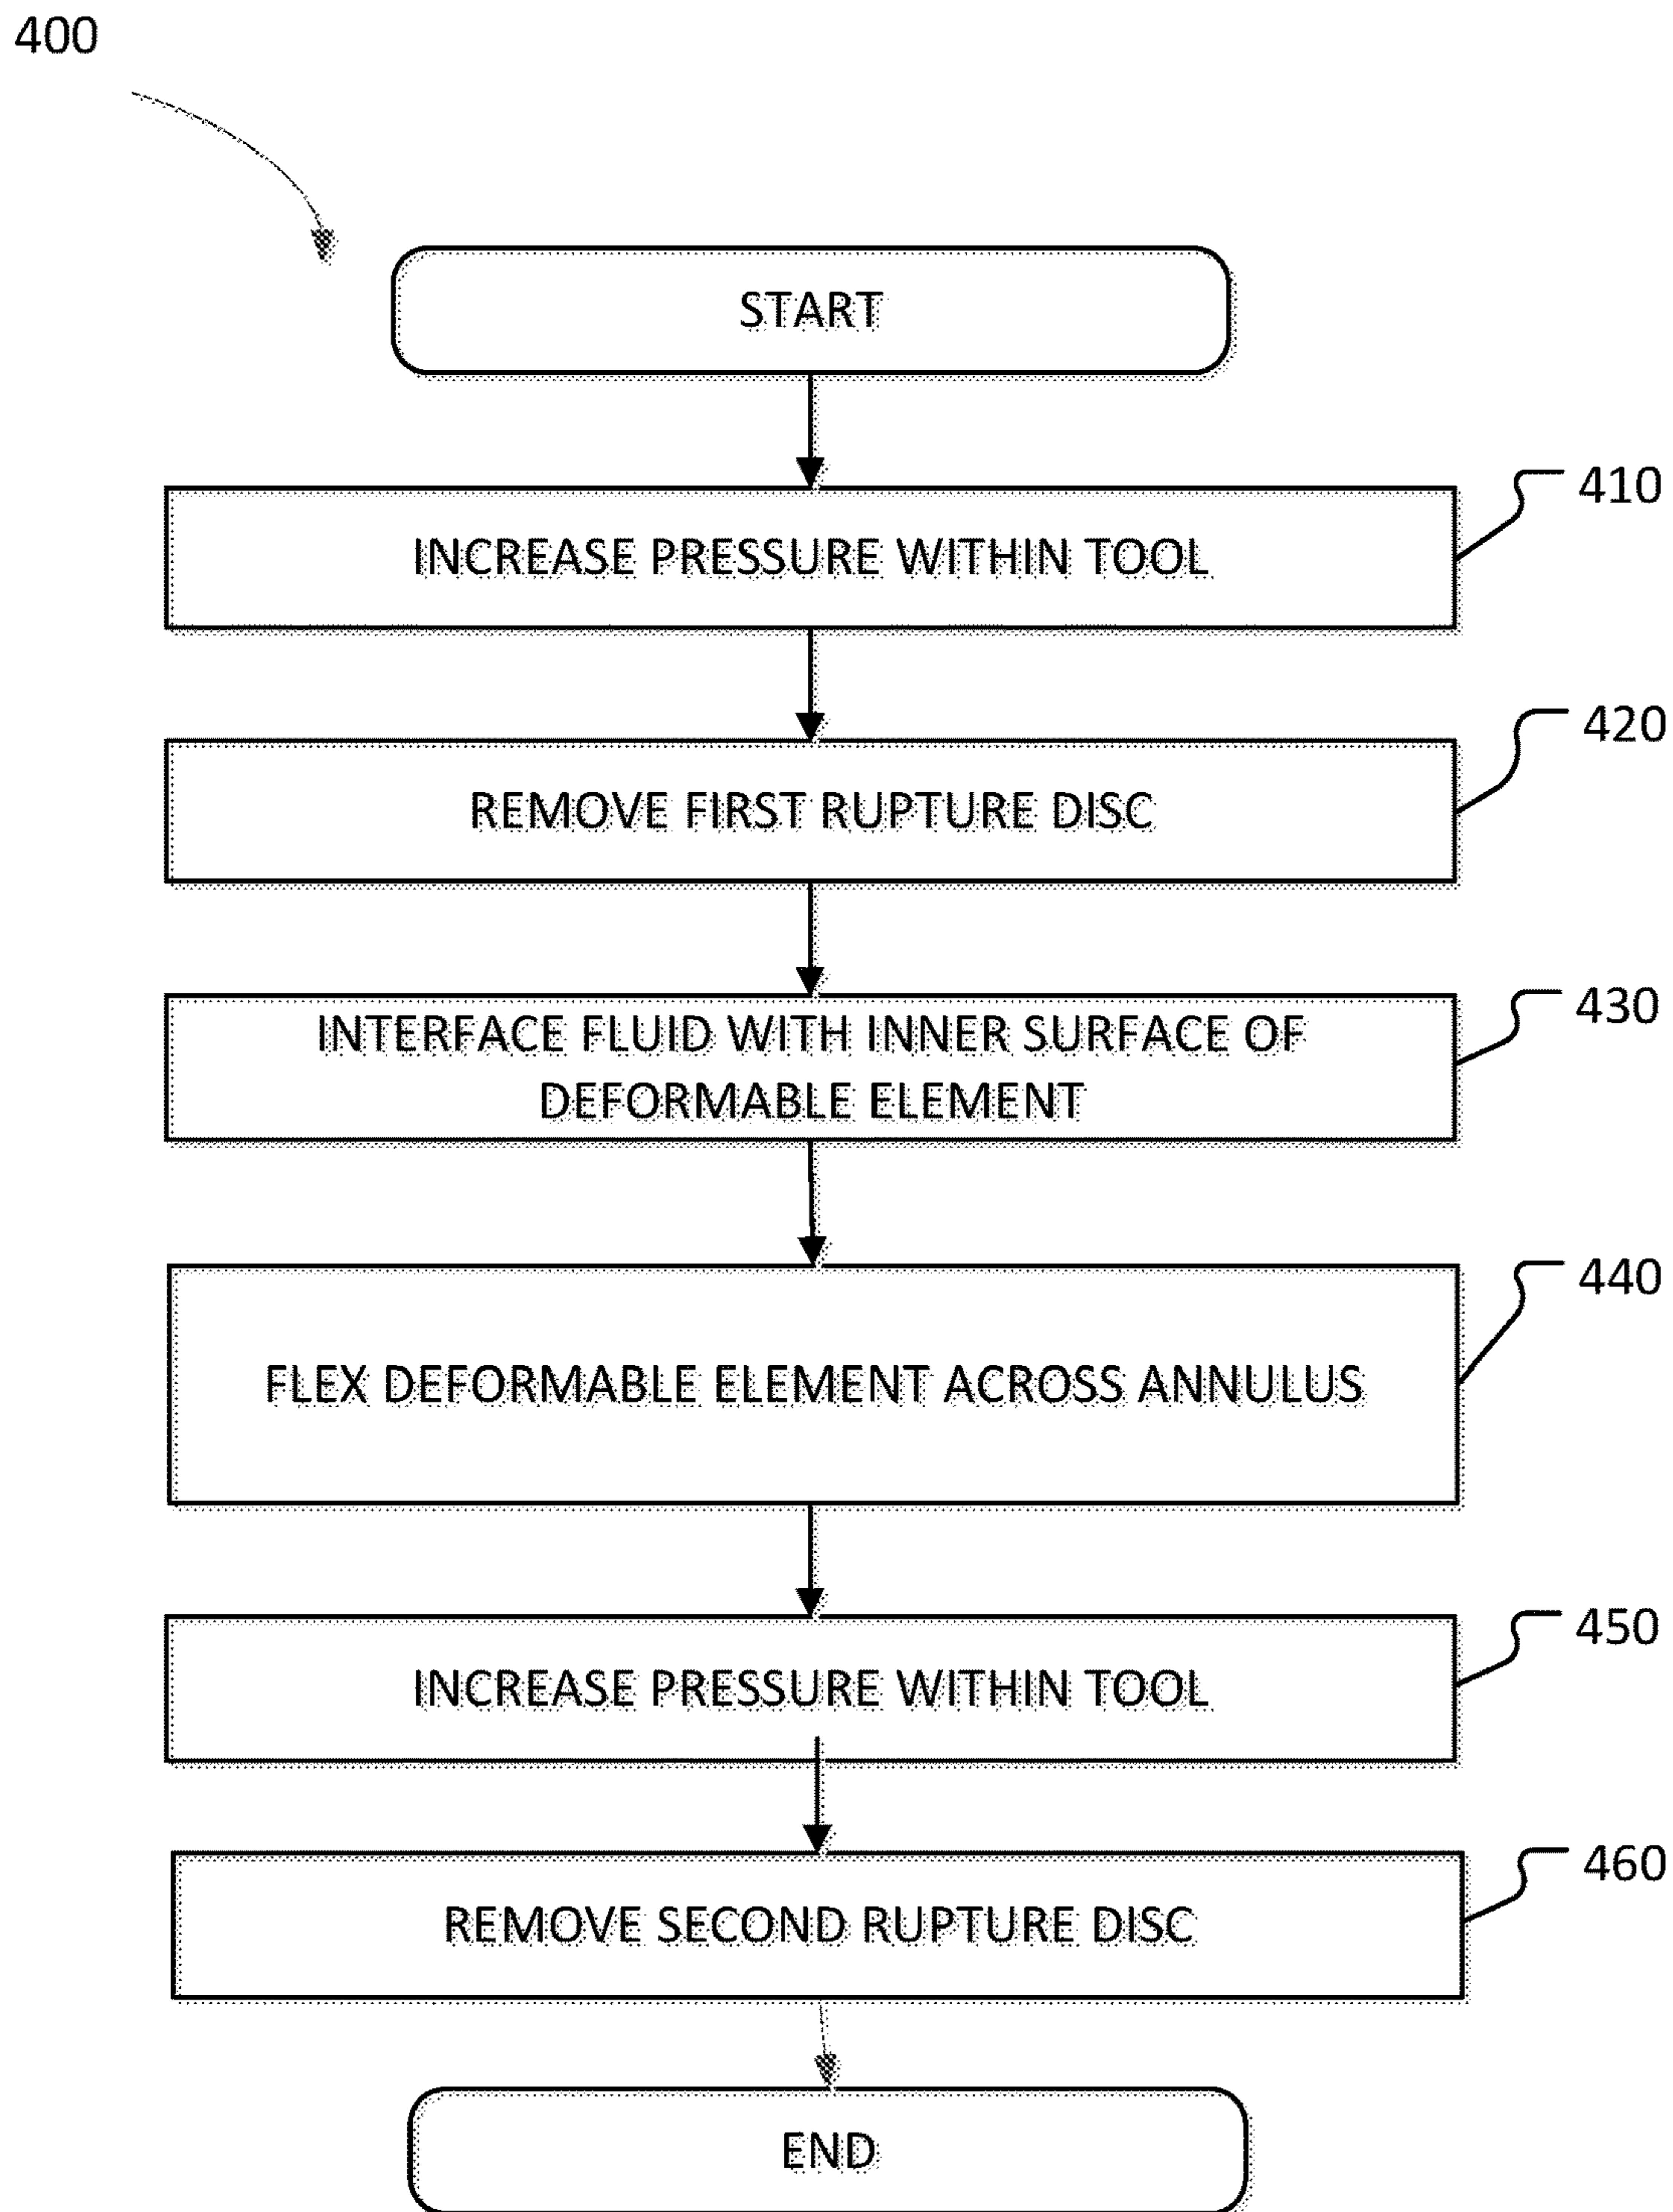 400
START
410
INCREASE PRESSURE WITHIN TOOL
420
REMOVE FIRST RUPTURE DISC
430
INTERFACE FLUID WITH INNER SURFACE OF
DEFORMABLE ELEMENT
440
FLEX DEFORMABLE ELEMENT ACROSS ANNULUS
450
INCREASE PRESSURE WITHIN TOOL
460
REMOVE SECOND RUPTURE DISC
END